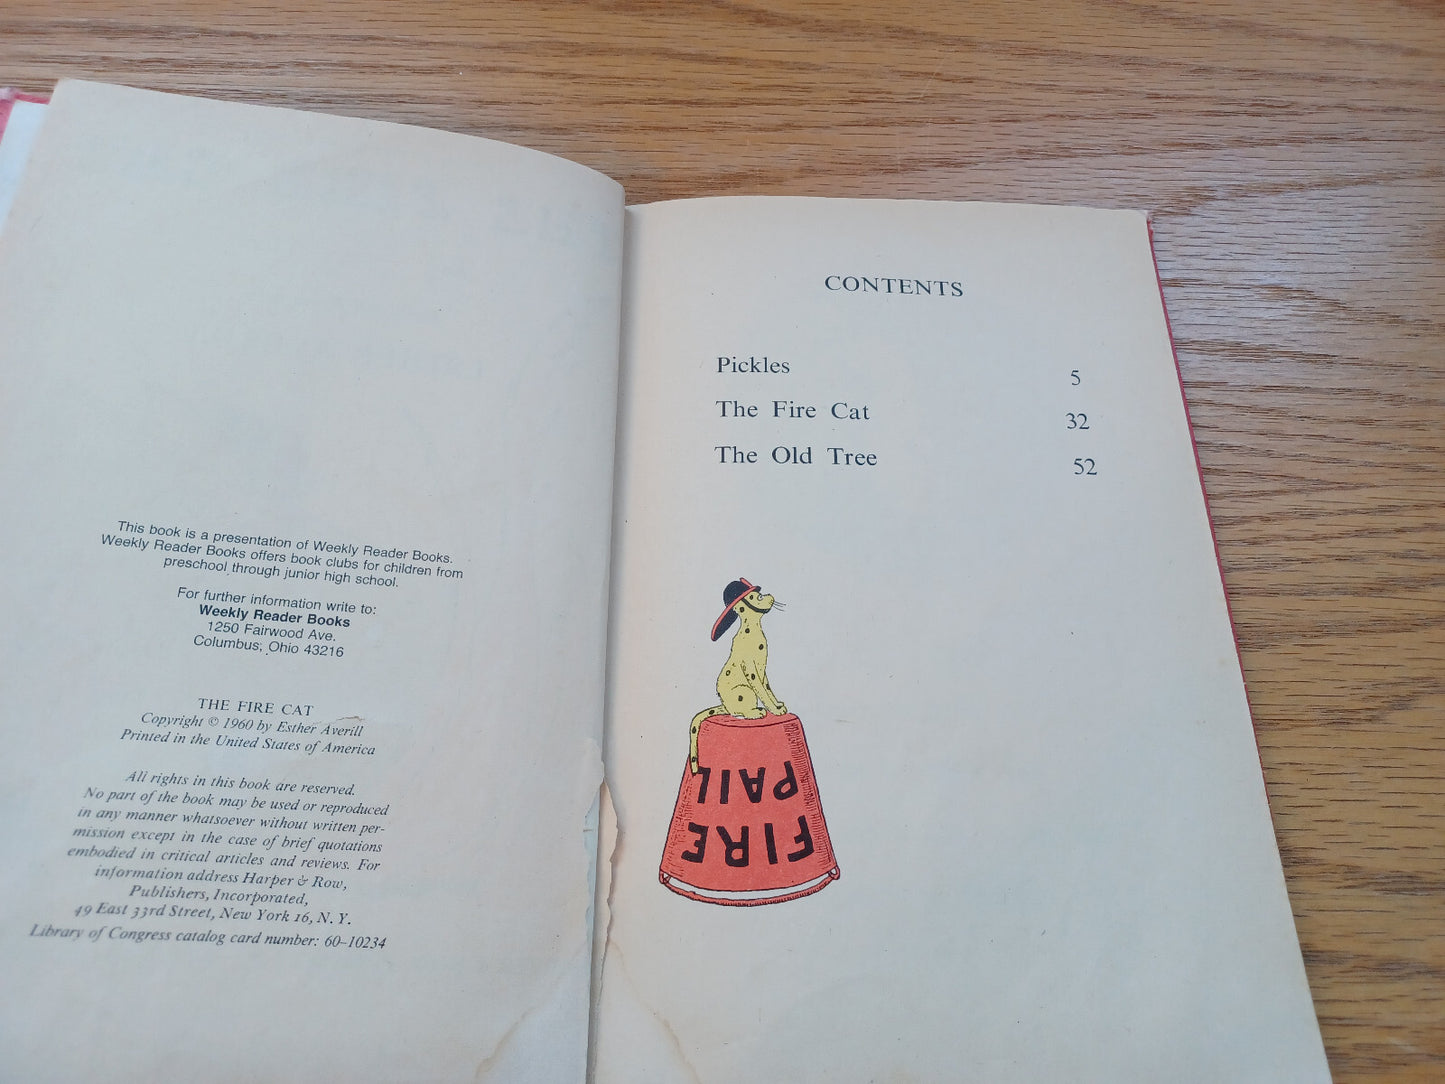 This book is a presentation of Weekly Reader Books.
Weekly Reader Books offers book clubs for children from
preschool through junior high school.
For further information write to:
Weekly Reader Books
1250 Fairwood Ave.
Columbus, Ohio 43216
THE FIRE CAT
Copyright © 1960 by Esther Averill
Printed in the United States of America
All rights in this book are reserved.
No part of the book may be used or reproduced
in any manner whatsoever without written per-
mission except in the case of brief quotations
embodied in critical articles and reviews. For
information address Harper & Row,
Publishers, Incorporated,
49 East 33rd Street, New York 16, N. Y.
Library of Congress catalog card number: 60-10234
CONTENTS
Pickles 5
The Fire Cat 32
The Old Tree 52
FIRE
PAIL